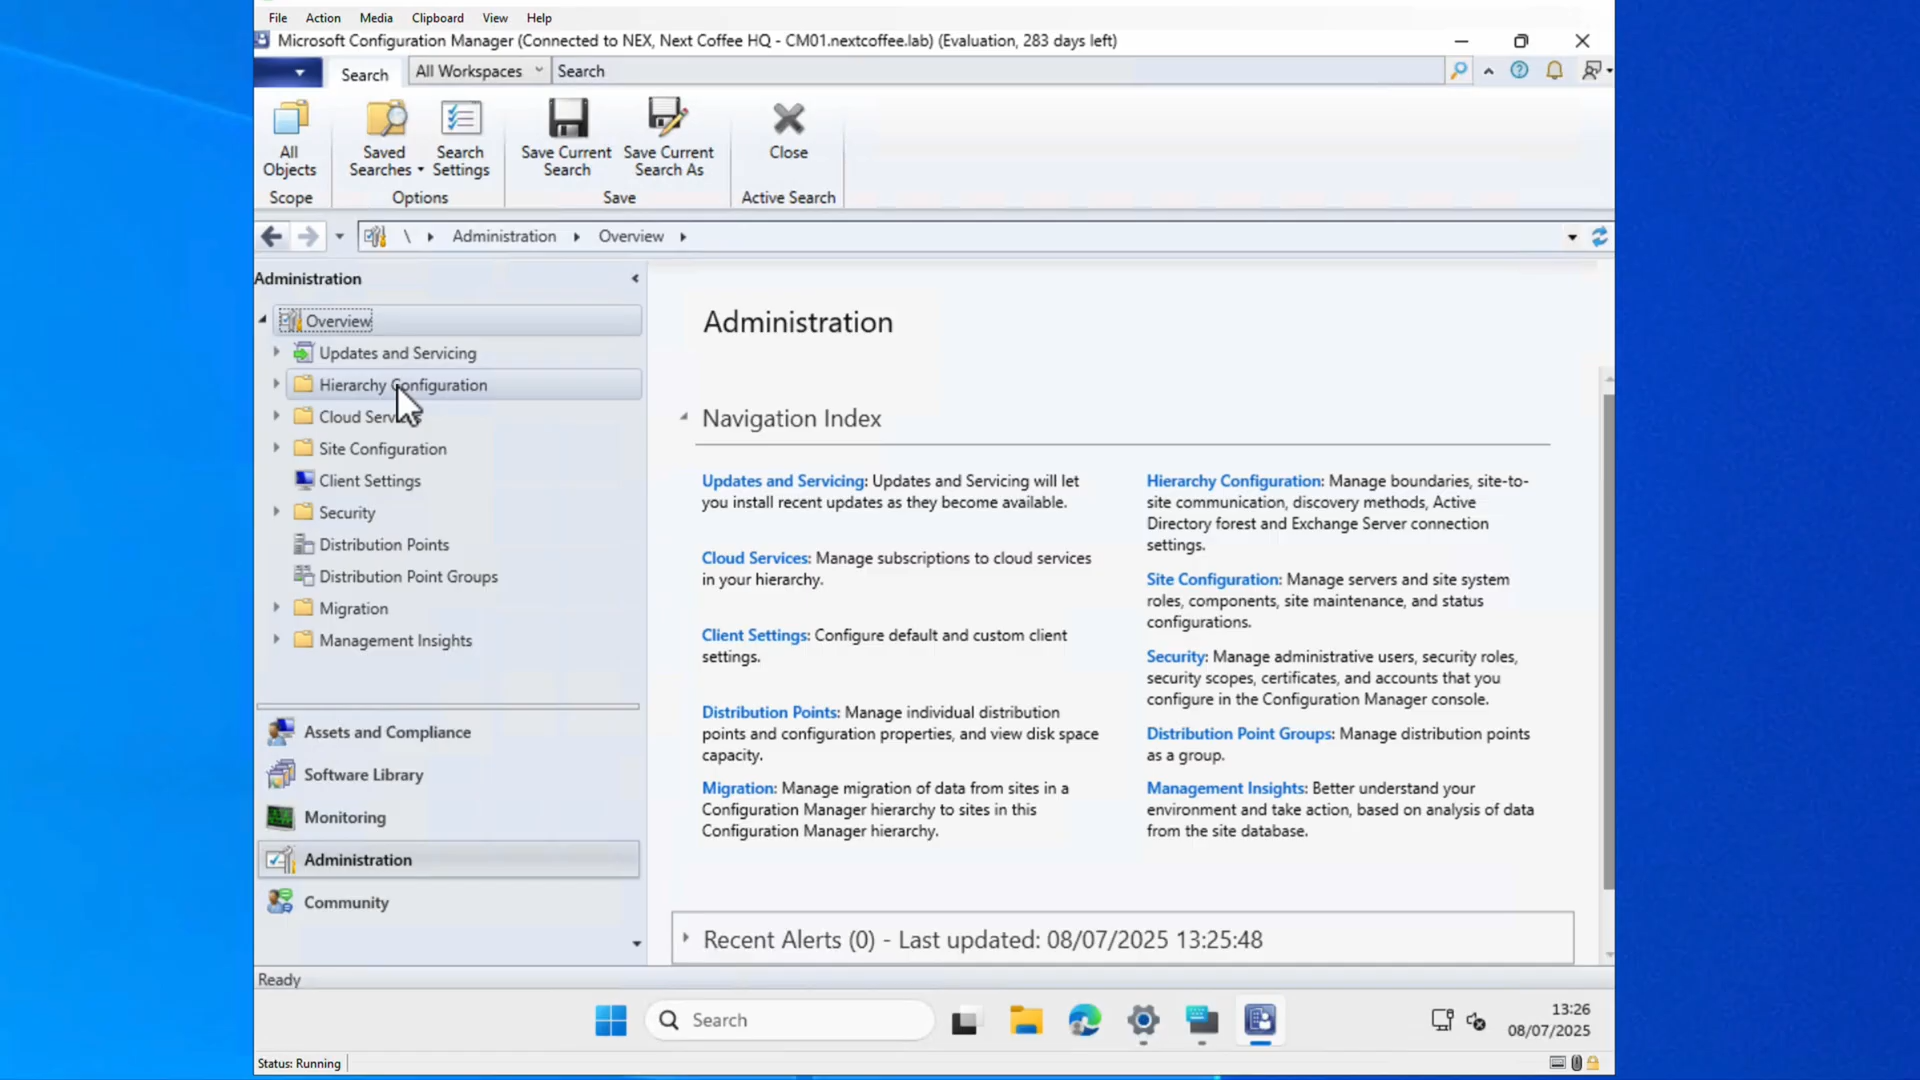 File Action Media Clipboard View Help
Microsoft Configuration Manager (Connected to NEX, Next Coffee HQ - CM01.nextcoffee.lab) (Evaluation, 283 days left)
Search All Workspaces Search
All Objects
Saved Searches
Search Settings
Save Current Search
Save Current Search As
Close
Scope Options Save Active Search
\ Administration Overview
Administration
Overview
Updates and Servicing
Hierarchy Configuration
Cloud Services
Site Configuration
Client Settings
Security
Distribution Points
Distribution Point Groups
Migration
Management Insights
Assets and Compliance
Software Library
Monitoring
Administration
Community
Administration
Navigation Index
Updates and Servicing: Updates and Servicing will let
you install recent updates as they become available.
Cloud Services: Manage subscriptions to cloud services
in your hierarchy.
Client Settings: Configure default and custom client
settings.
Distribution Points: Manage individual distribution
points and configuration properties, and view disk space
capacity.
Migration: Manage migration of data from sites in a
Configuration Manager hierarchy to sites in this
Configuration Manager hierarchy.
Hierarchy Configuration: Manage boundaries, site-to-
site communication, discovery methods, Active
Directory forest and Exchange Server connection
settings.
Site Configuration: Manage servers and site system
roles, components, site maintenance, and status
configurations.
Security: Manage administrative users, security roles,
security scopes, certificates, and accounts that you
configure in the Configuration Manager console.
Distribution Point Groups: Manage distribution points
as a group.
Management Insights: Better understand your
environment and take action, based on analysis of data
from the site database.
Recent Alerts (0) - Last updated: 08/07/2025 13:25:48
Ready
Search
13:26
08/07/2025
Status: Running